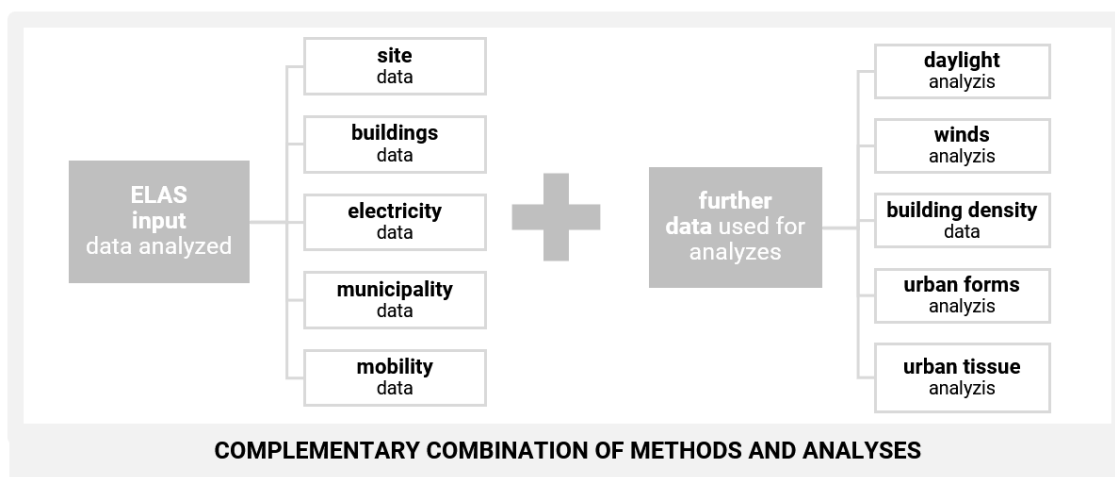 ELAS
input
data analyzed
site
data
buildings
data
electricity
data
municipality
data
mobility
data
further
data used for
analyzes
daylight
analyzis
winds
analyzis
building density
data
urban forms
analyzis
urban tissue
analyzis
COMPLEMENTARY COMBINATION OF METHODS AND ANALYSES